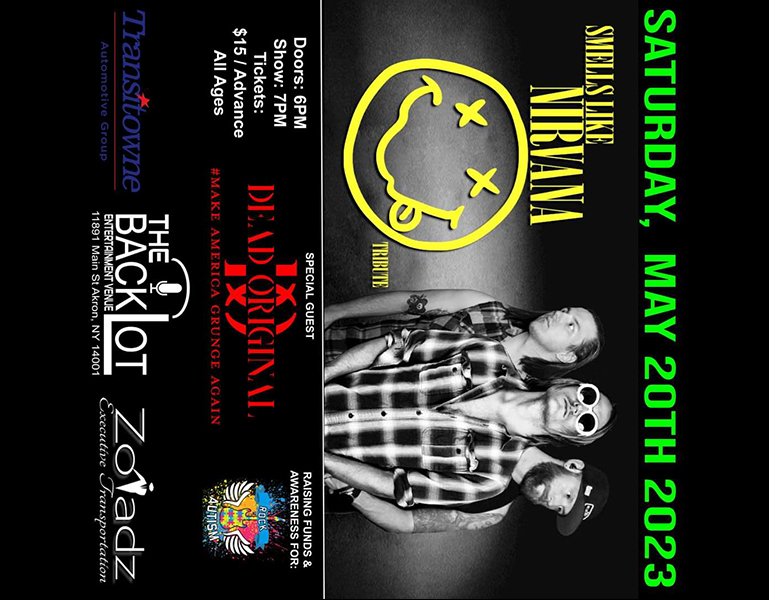 SATURDAY, MAY 20TH 2023
SMELLS LIKE
NIRVANA
TRIBUTE
Doors: 6PM
Show: 7PM
Tickets:
$15 / Advance
All Ages
SPECIAL GUEST
DEAD ORIGINAL
#MAKE AMERICA GRUNGE AGAIN
RAISING FUNDS &
AWARENESS FOR:
ROCK
AUTISM
Transitowne
Automotive Group
THE
BACKLOT
ENTERTAINMENT VENUE
11891 Main St Akron, NY 14001
Zoladz
Executive Transportation